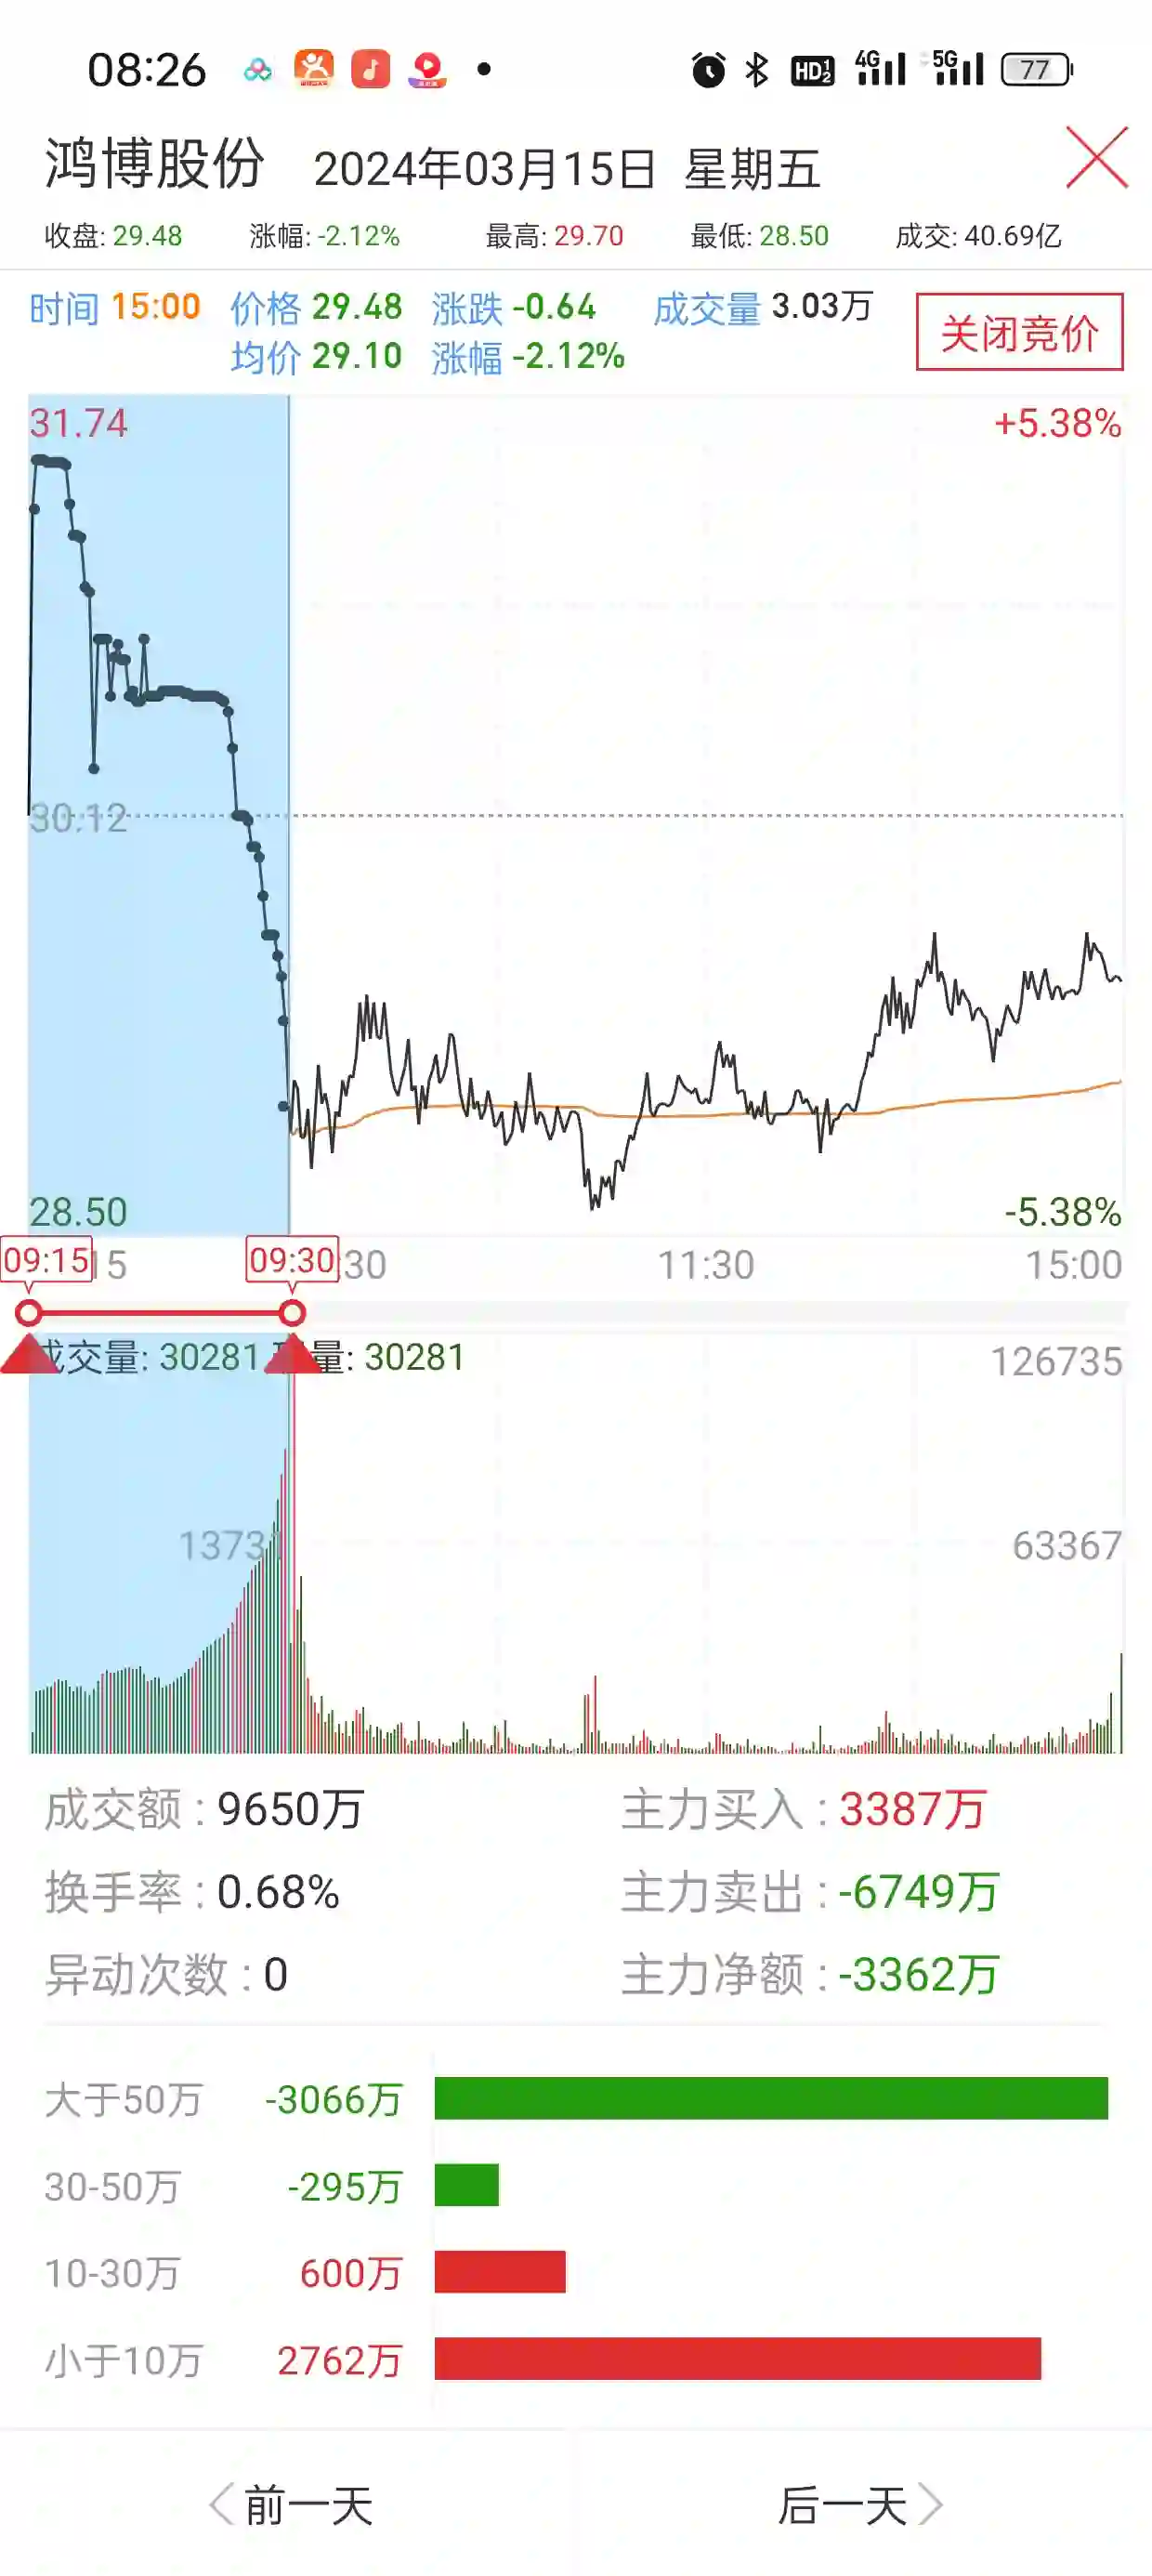 08:26
HD 1 2 4G 5G 77
鸿博股份 2024年03月15日 星期五
收盘: 29.48 涨幅: -2.12% 最高: 29.70 最低: 28.50 成交: 40.69亿
时间 15:00 价格 29.48 涨跌 -0.64 成交量 3.03万
均价 29.10 涨幅 -2.12%
关闭竞价
31.74 +5.38%
30.12
28.50 -5.38%
09:15 15 09:30 30 11:30 15:00
成交量: 30281 量: 30281 126735
1373 63367
成交额 : 9650万 主力买入 : 3387万
换手率 : 0.68% 主力卖出 : -6749万
异动次数 : 0 主力净额 : -3362万
大于50万 -3066万
30-50万 -295万
10-30万 600万
小于10万 2762万
前一天 后一天